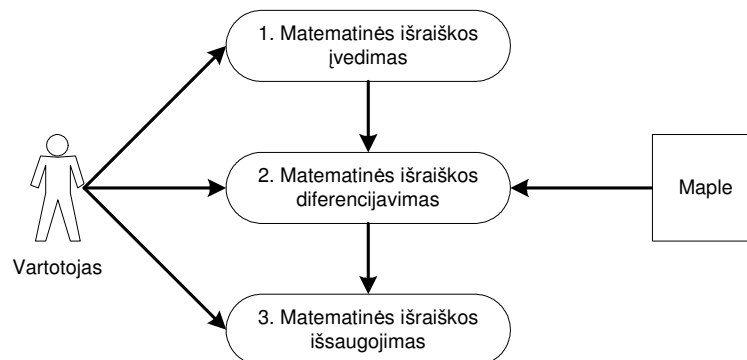 1. Matematinės išraiškos
įvedimas
2. Matematinės išraiškos
diferencijavimas
Maple
Vartotojas
3. Matematinės išraiškos
išsaugojimas